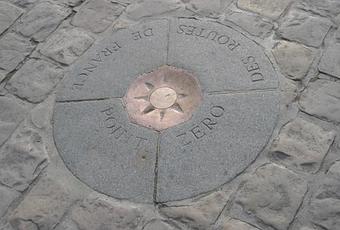 POINT ZERO
DES ROUTES
DE FRANCE